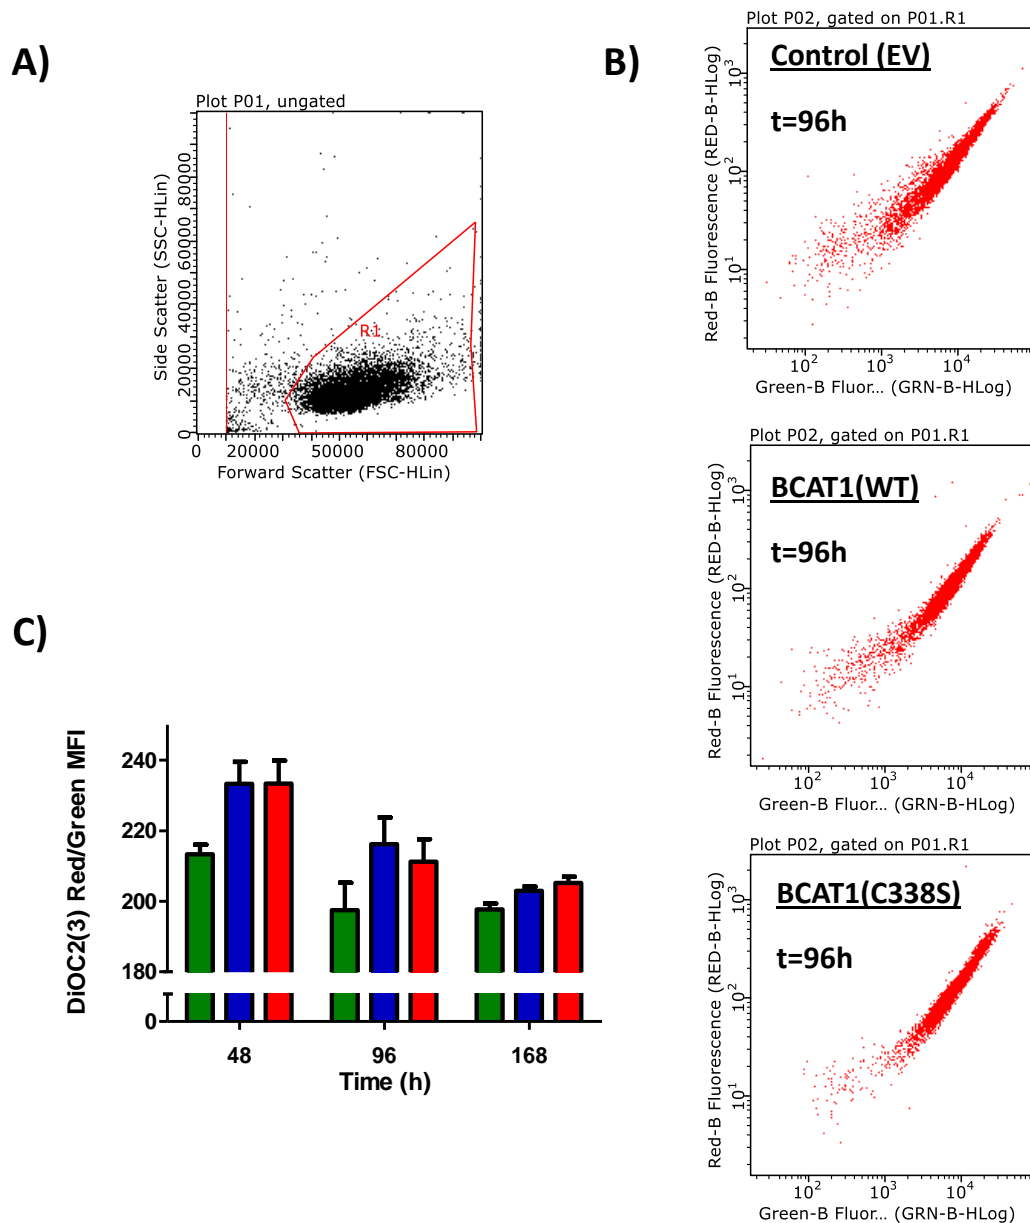 A)
Plot P01, ungated
Side Scatter (SSC-HLin)
80000
60000
40000
20000
0
R1
0 20000 40000 60000 80000
Forward Scatter (FSC-HLin)
B)
Plot P02, gated on P01.R1
Control (EV)
t=96h
Red-B Fluorescence (RED-B-HLog)
10³
10²
10¹
10² 10³ 10⁴
Green-B Fluor... (GRN-B-HLog)
Plot P02, gated on P01.R1
BCAT1(WT)
t=96h
Red-B Fluorescence (RED-B-HLog)
10³
10²
10¹
10² 10³ 10⁴
Green-B Fluor... (GRN-B-HLog)
Plot P02, gated on P01.R1
BCAT1(C338S)
t=96h
Red-B Fluorescence (RED-B-HLog)
10³
10²
10¹
10² 10³ 10⁴
Green-B Fluor... (GRN-B-HLog)
C)
DiOC2(3) Red/Green MFI
240
220
200
180
0
48 96 168
Time (h)